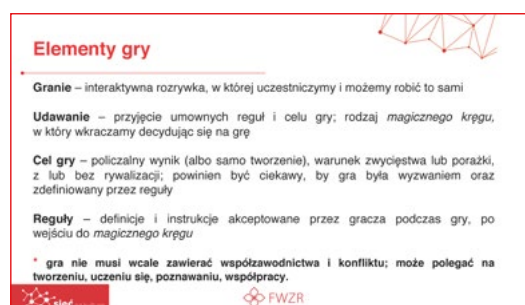 Elementy gry
Granie – interaktywna rozrywka, w której uczestniczymy i możemy robić to sami
Udawanie – przyjęcie umownych reguł i celu gry; rodzaj magicznego kręgu,
w który wkraczamy decydując się na grę
Cel gry – policzalny wynik (albo samo tworzenie), warunek zwycięstwa lub porażki,
z lub bez rywalizacji; powinien być ciekawy, by gra była wyzwaniem oraz
zdefiniowany przez reguły
Reguły – definicje i instrukcje akceptowane przez gracza podczas gry, po
wejściu do magicznego kręgu
* gra nie musi wcale zawierać współzawodnictwa i konfliktu; może polegać na
tworzeniu, uczeniu się, poznawaniu, współpracy.
sieć
FWZR